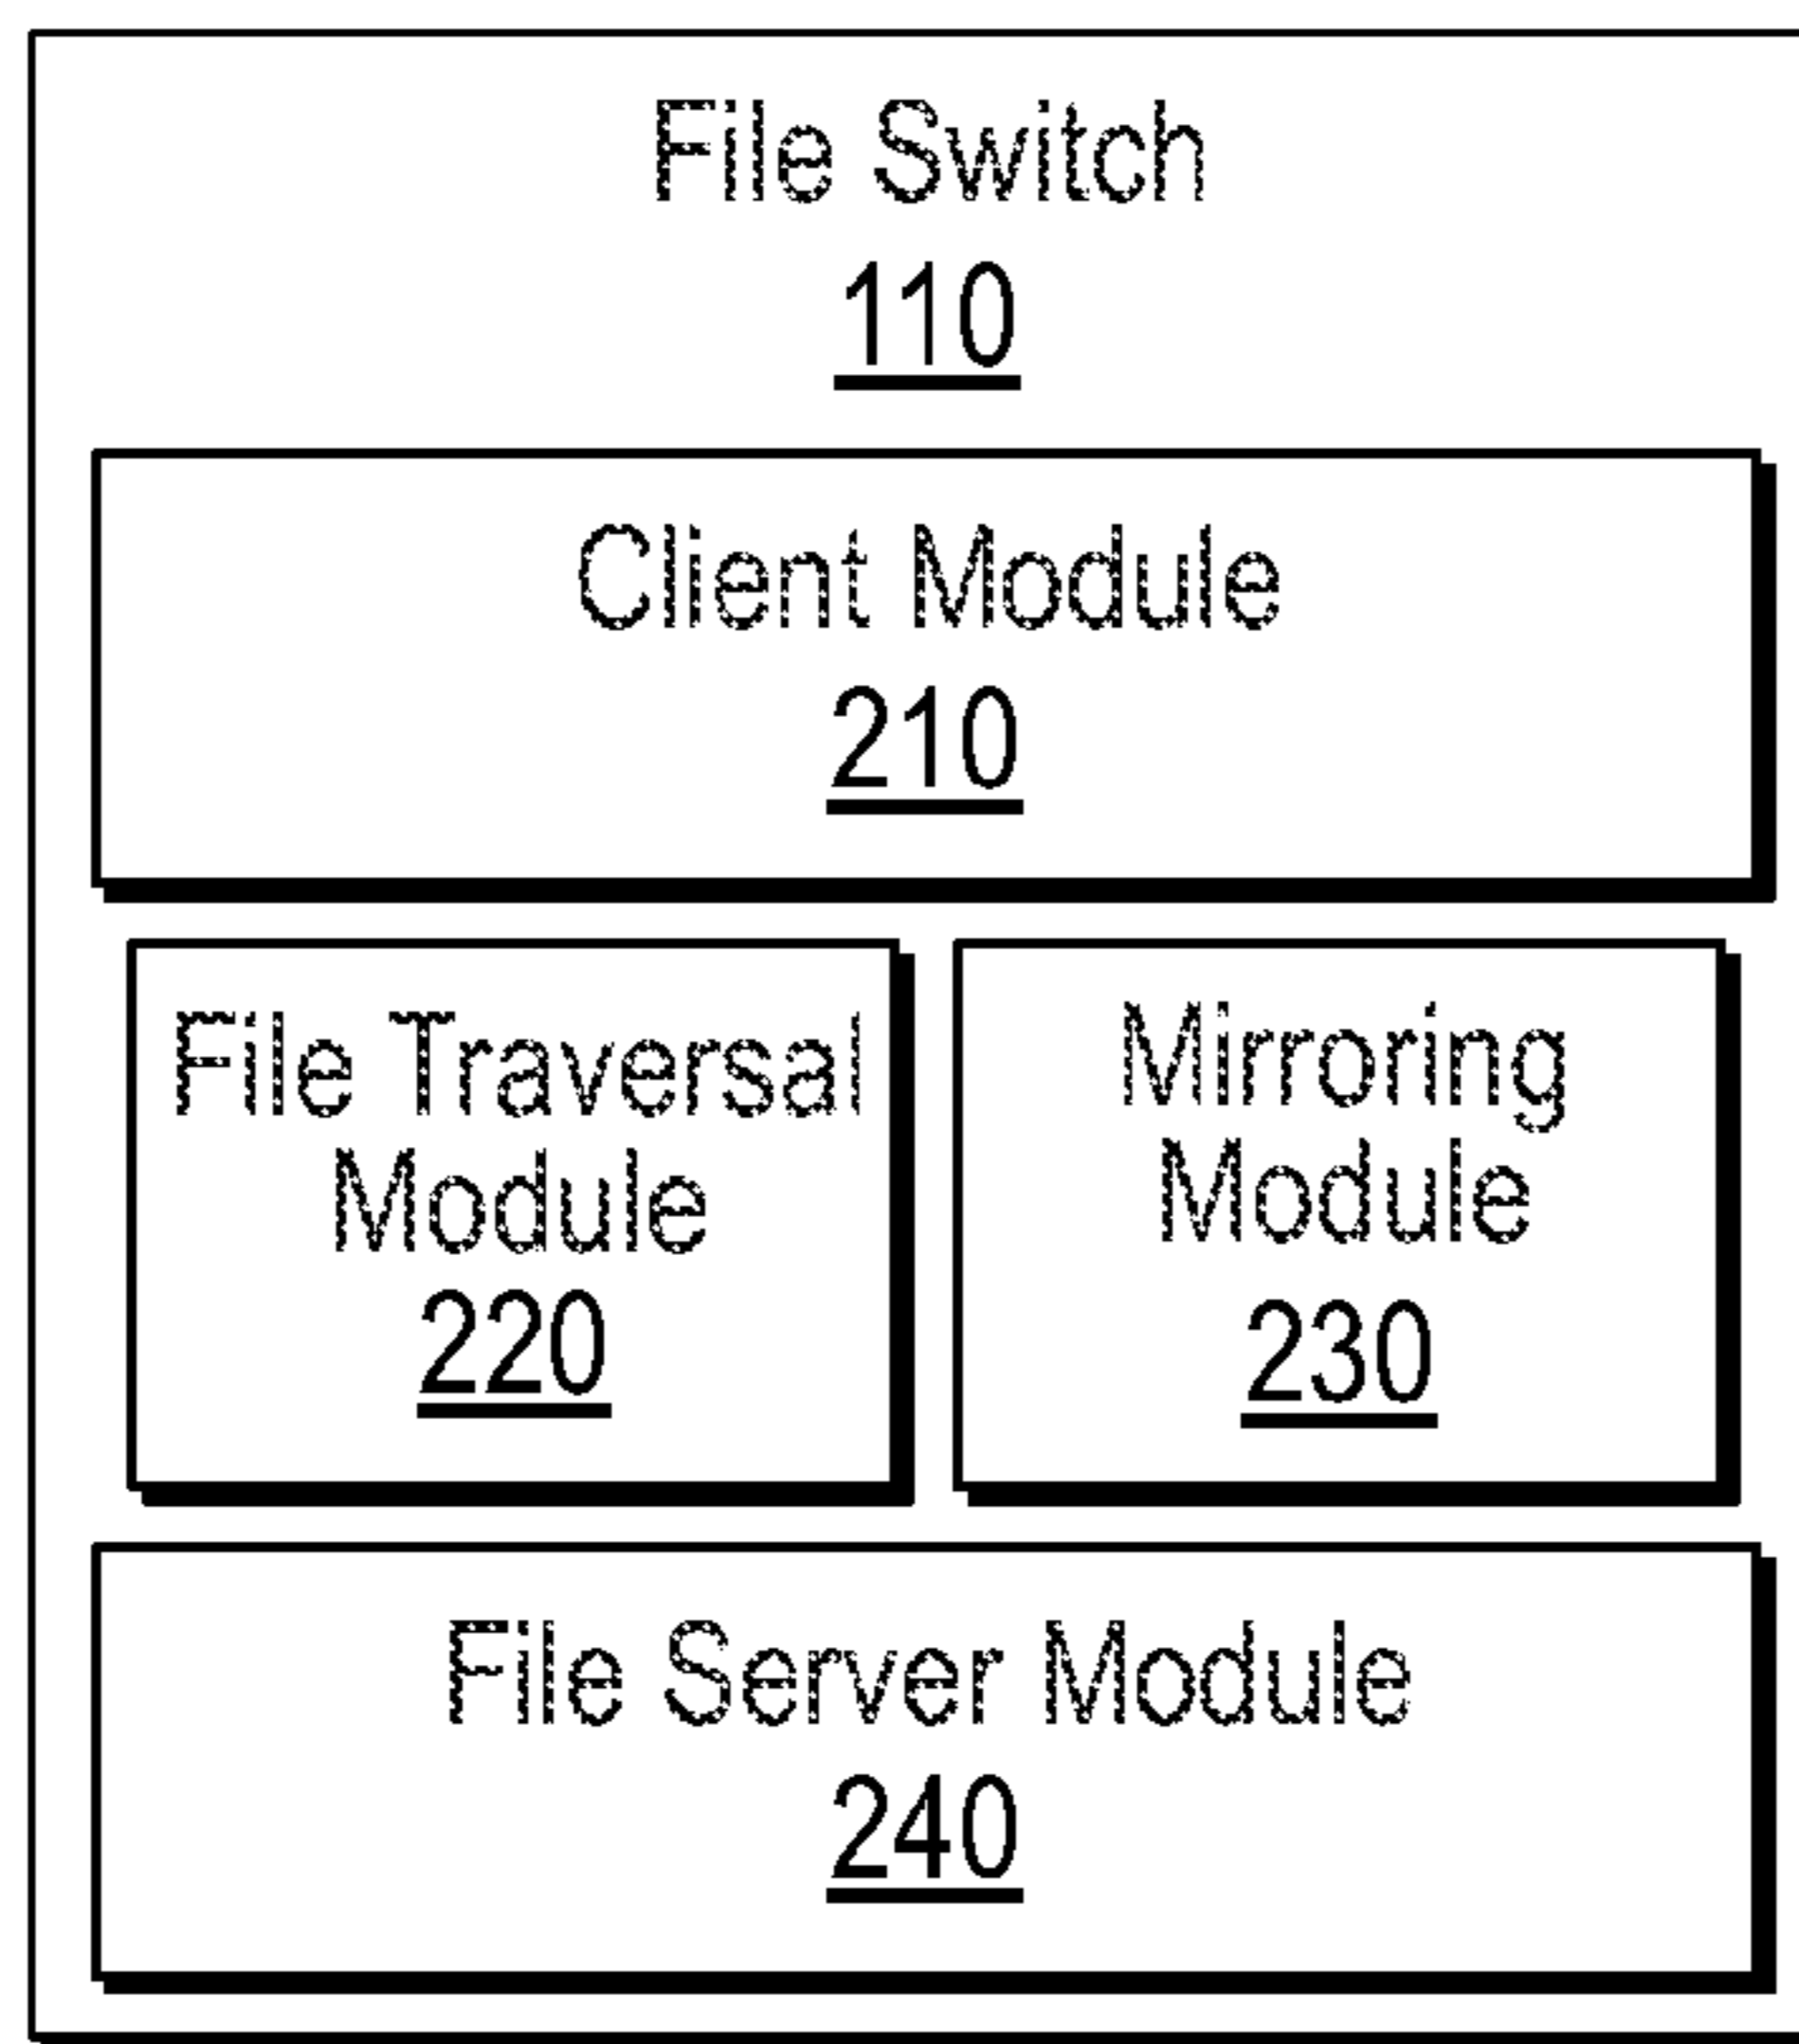 File Switch
110
Client Module
210
File Traversal
Module
220
Mirroring
Module
230
File Server Module
240